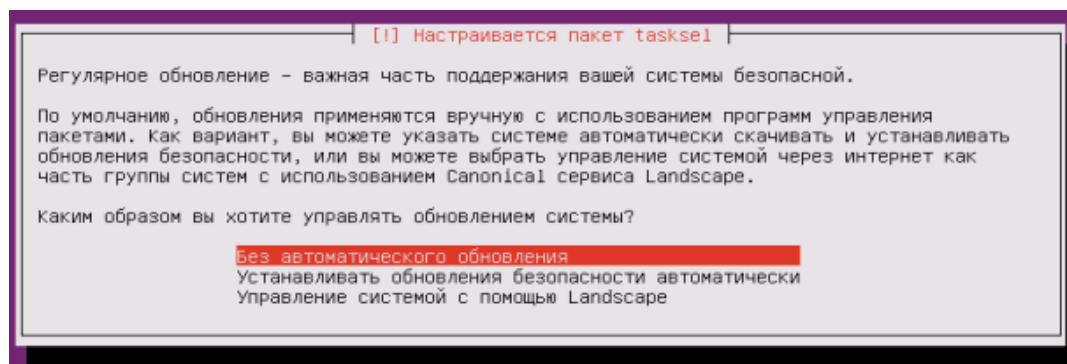 [!] Настраивается пакет tasksel
Регулярное обновление – важная часть поддержания вашей системы безопасной.
По умолчанию, обновления применяются вручную с использованием программ управления
пакетами. Как вариант, вы можете указать системе автоматически скачивать и устанавливать
обновления безопасности, или вы можете выбрать управление системой через интернет как
часть группы систем с использованием Canonical сервиса Landscape.
Каким образом вы хотите управлять обновлением системы?
Без автоматического обновления
Устанавливать обновления безопасности автоматически
Управление системой с помощью Landscape